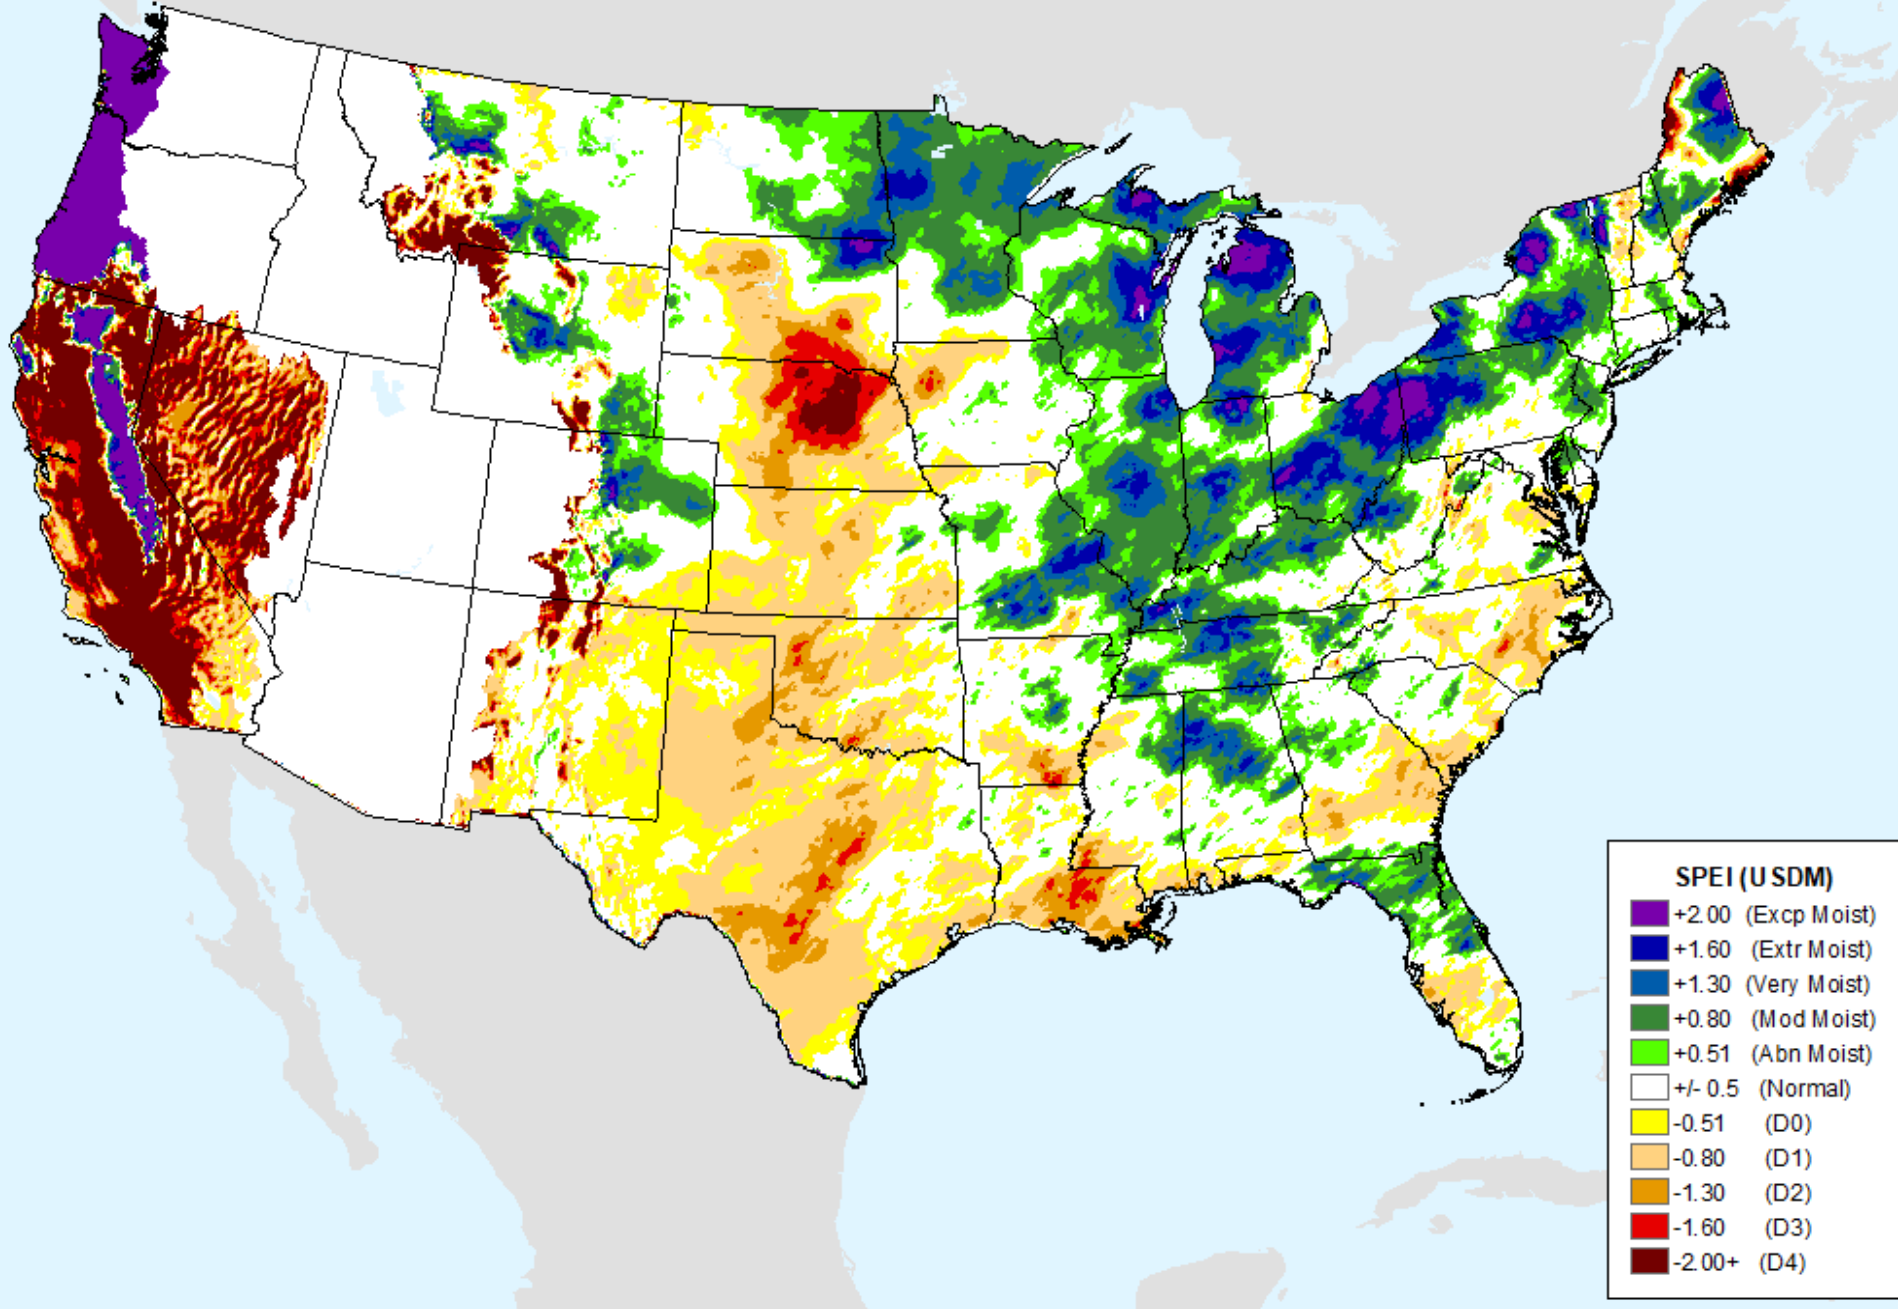 SPEI (USDM)
+2.00 (Excp Moist)
+1.60 (Extr Moist)
+1.30 (Very Moist)
+0.80 (Mod Moist)
+0.51 (Abn Moist)
+/- 0.5 (Normal)
-0.51 (D0)
-0.80 (D1)
-1.30 (D2)
-1.60 (D3)
-2.00+ (D4)